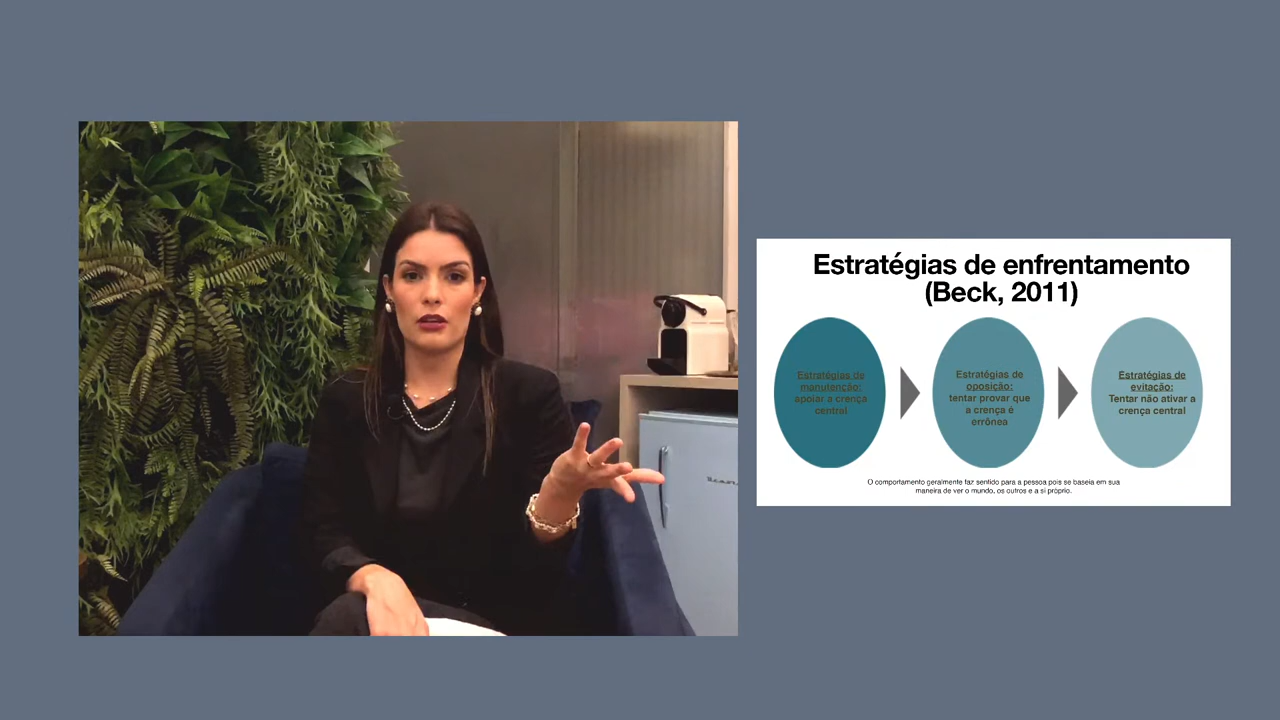 Estratégias de enfrentamento
(Beck, 2011)
Estratégias de
manutenção:
apoiar a crença
central
Estratégias de
oposição:
tentar provar que
a crença é
errônea
Estratégias de
evitação:
Tentar não ativar a
crença central
O comportamento geralmente faz sentido para a pessoa pois se baseia em sua
maneira de ver o mundo, os outros e a si próprio.